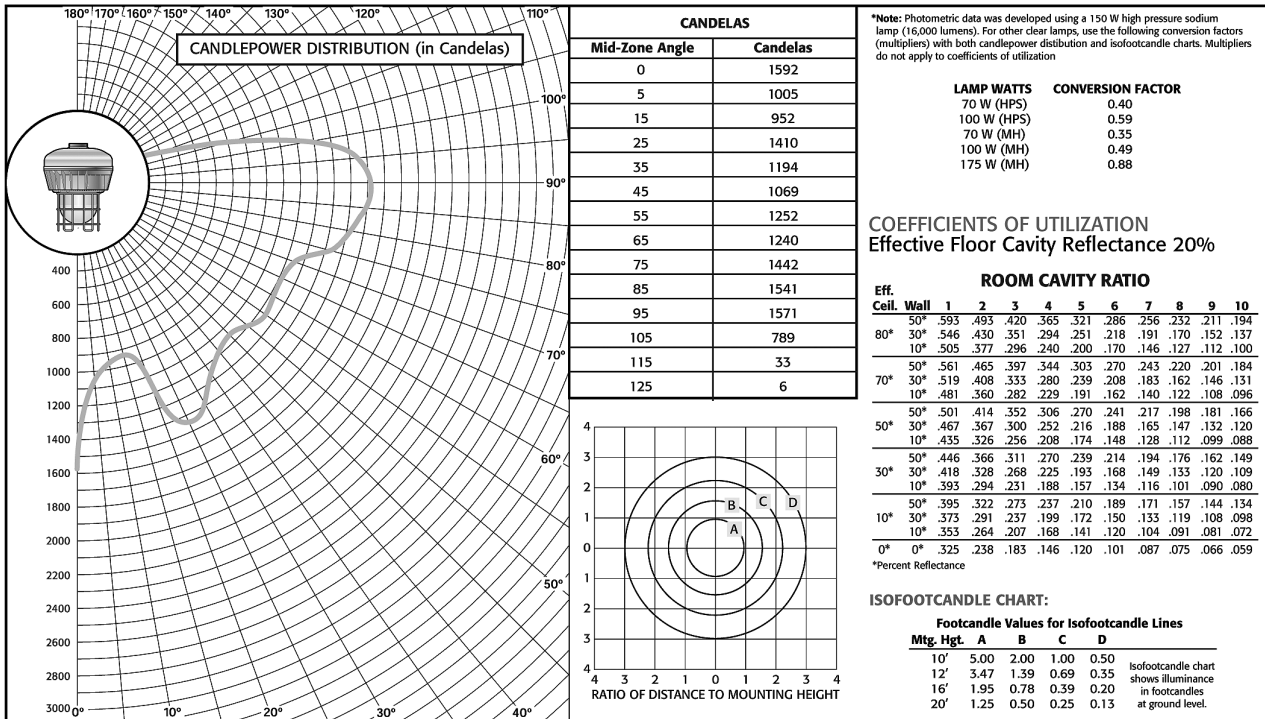 180° 170° 160° 150° 140° 130° 120° 110°
CANDLEPOWER DISTRIBUTION (in Candelas)
100°
90°
80°
70°
60°
50°
400
600
800
1000
1200
1400
1600
1800
2000
2200
2400
2600
2800
3000 0° 10° 20° 30° 40°
CANDELAS
Mid-Zone Angle Candelas
0 1592
5 1005
15 952
25 1410
35 1194
45 1069
55 1252
65 1240
75 1442
85 1541
95 1571
105 789
115 33
125 6
4
3
2
1
0
1
2
3
4
A
B
C
D
4 3 2 1 0 1 2 3 4
RATIO OF DISTANCE TO MOUNTING HEIGHT
*Note: Photometric data was developed using a 150 W high pressure sodium
lamp (16,000 lumens). For other clear lamps, use the following conversion factors
(multipliers) with both candlepower distibution and isofootcandle charts. Multipliers
do not apply to coefficients of utilization
LAMP WATTS CONVERSION FACTOR
70 W (HPS) 0.40
100 W (HPS) 0.59
70 W (MH) 0.35
100 W (MH) 0.49
175 W (MH) 0.88
COEFFICIENTS OF UTILIZATION
Effective Floor Cavity Reflectance 20%
ROOM CAVITY RATIO
Eff.
Ceil. Wall 1 2 3 4 5 6 7 8 9 10
50* .593 .493 .420 .365 .321 .286 .256 .232 .211 .194
80* 30* .546 .430 .351 .294 .251 .218 .191 .170 .152 .137
10* .505 .377 .296 .240 .200 .170 .146 .127 .112 .100
50* .561 .465 .397 .344 .303 .270 .243 .220 .201 .184
70* 30* .519 .408 .333 .280 .239 .208 .183 .162 .146 .131
10* .481 .360 .282 .229 .191 .162 .140 .122 .108 .096
50* .501 .414 .352 .306 .270 .241 .217 .198 .181 .166
50* 30* .467 .367 .300 .252 .216 .188 .165 .147 .132 .120
10* .435 .326 .256 .208 .174 .148 .128 .112 .099 .088
50* .446 .366 .311 .270 .239 .214 .194 .176 .162 .149
30* 30* .418 .328 .268 .225 .193 .168 .149 .133 .120 .109
10* .393 .294 .231 .188 .157 .134 .116 .101 .090 .080
50* .395 .322 .273 .237 .210 .189 .171 .157 .144 .134
10* 30* .373 .291 .237 .199 .172 .150 .133 .119 .108 .098
10* .353 .264 .207 .168 .141 .120 .104 .091 .081 .072
0* 0* .325 .238 .183 .146 .120 .101 .087 .075 .066 .059
*Percent Reflectance
ISOFOOTCANDLE CHART:
Footcandle Values for Isofootcandle Lines
Mtg. Hgt. A B C D
10′ 5.00 2.00 1.00 0.50
12′ 3.47 1.39 0.69 0.35
16′ 1.95 0.78 0.39 0.20
20′ 1.25 0.50 0.25 0.13
Isofootcandle chart
shows illuminance
in footcandles
at ground level.